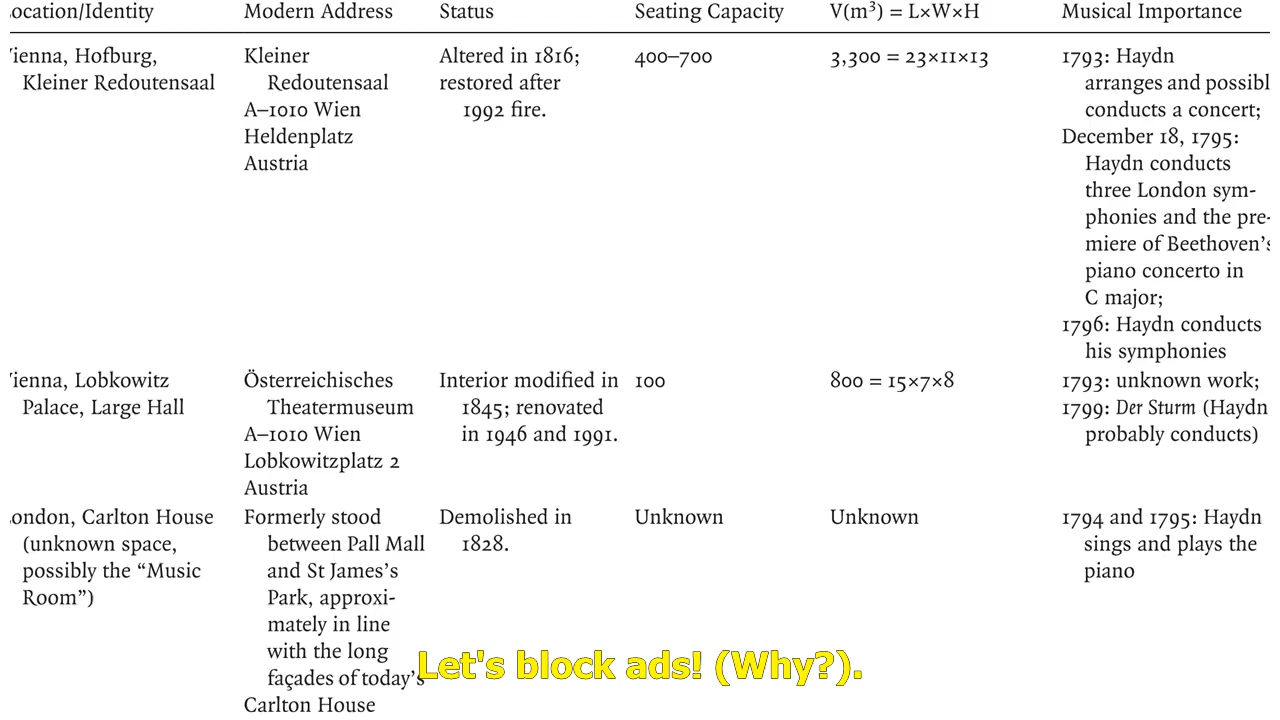 Location/Identity
Modern Address
Status
Seating Capacity
V(m³) = L×W×H
Musical Importance
Vienna, Hofburg,
Kleiner Redoutensaal
Kleiner
Redoutensaal
A–1010 Wien
Heldenplatz
Austria
Altered in 1816;
restored after
1992 fire.
400–700
3,300 = 23×11×13
1793: Haydn
arranges and possibl
conducts a concert;
December 18, 1795:
Haydn conducts
three London sym-
phonies and the pre-
miere of Beethoven’s
piano concerto in
C major;
1796: Haydn conducts
his symphonies
Vienna, Lobkowitz
Palace, Large Hall
Österreichisches
Theatermuseum
A–1010 Wien
Lobkowitzplatz 2
Austria
Interior modified in
1845; renovated
in 1946 and 1991.
100
800 = 15×7×8
1793: unknown work;
1799: Der Sturm (Haydn
probably conducts)
London, Carlton House
(unknown space,
possibly the “Music
Room”)
Formerly stood
between Pall Mall
and St James’s
Park, approxi-
mately in line
with the long
façades of today’s
Carlton House
Demolished in
1828.
Unknown
Unknown
1794 and 1795: Haydn
sings and plays the
piano
Let's block ads! (Why?).